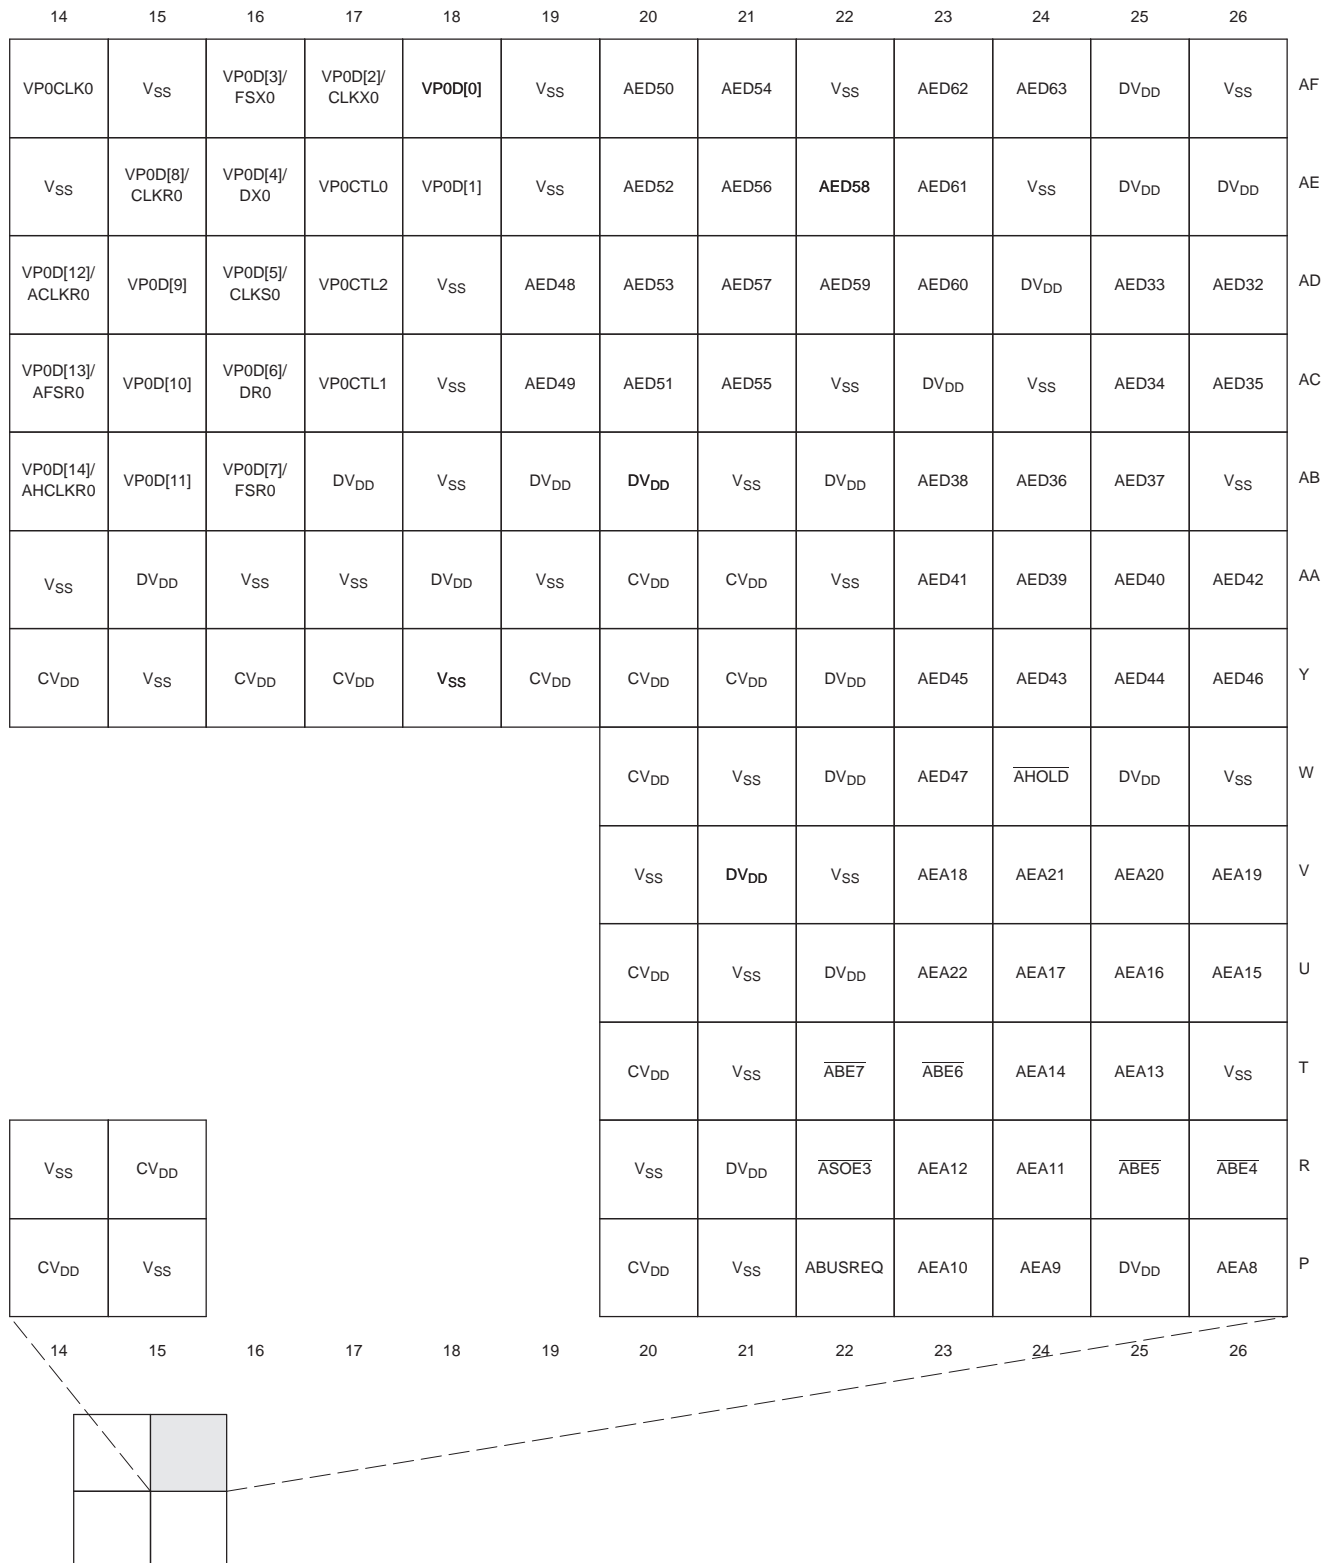 14 15 16 17 18 19 20 21 22 23 24 25 26
VP0CLK0 VSS VP0D[3]/FSX0 VP0D[2]/CLKX0 VP0D[0] VSS AED50 AED54 VSS AED62 AED63 DVDD VSS AF
VSS VP0D[8]/CLKR0 VP0D[4]/DX0 VP0CTL0 VP0D[1] VSS AED52 AED56 AED58 AED61 VSS DVDD DVDD AE
VP0D[12]/ACLKR0 VP0D[9] VP0D[5]/CLKS0 VP0CTL2 VSS AED48 AED53 AED57 AED59 AED60 DVDD AED33 AED32 AD
VP0D[13]/AFSR0 VP0D[10] VP0D[6]/DR0 VP0CTL1 VSS AED49 AED51 AED55 VSS DVDD VSS AED34 AED35 AC
VP0D[14]/AHCLKR0 VP0D[11] VP0D[7]/FSR0 DVDD VSS DVDD DVDD VSS DVDD AED38 AED36 AED37 VSS AB
VSS DVDD VSS VSS DVDD VSS CVDD CVDD VSS AED41 AED39 AED40 AED42 AA
CVDD VSS CVDD CVDD VSS CVDD CVDD CVDD DVDD AED45 AED43 AED44 AED46 Y
CVDD VSS DVDD AED47 AHOLD DVDD VSS W
VSS DVDD VSS AEA18 AEA21 AEA20 AEA19 V
CVDD VSS DVDD AEA22 AEA17 AEA16 AEA15 U
CVDD VSS ABE7 ABE6 AEA14 AEA13 VSS T
VSS CVDD VSS DVDD ASOE3 AEA12 AEA11 ABE5 ABE4 R
CVDD VSS CVDD VSS ABUSREQ AEA10 AEA9 DVDD AEA8 P
14 15 16 17 18 19 20 21 22 23 24 25 26